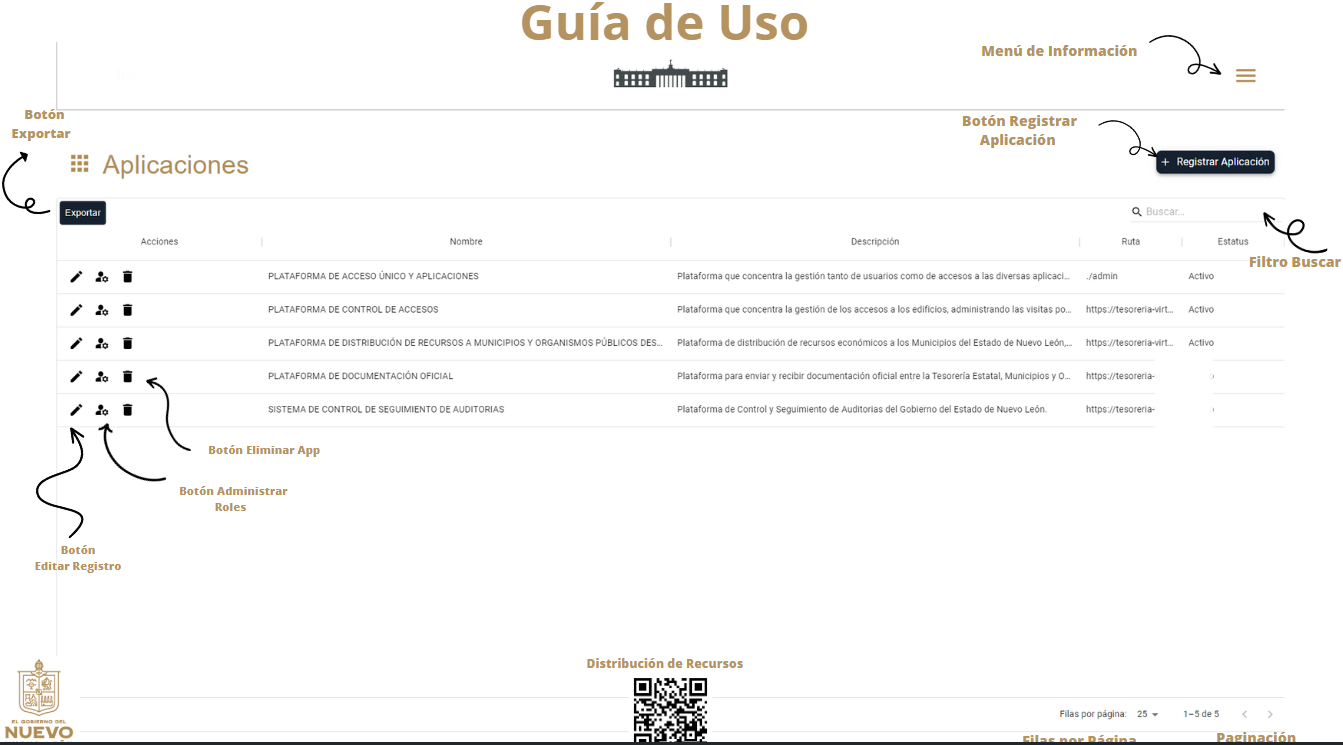 Guía de Uso
Menú de Información
Botón
Exportar
Botón Registrar
Aplicación
Aplicaciones
+ Registrar Aplicación
Exportar
Buscar...
Filtro Buscar
Acciones Nombre Descripción Ruta Estatus
PLATAFORMA DE ACCESO ÚNICO Y APLICACIONES Plataforma que concentra la gestión tanto de usuarios como de accesos a las diversas aplicaci... ./admin Activo
PLATAFORMA DE CONTROL DE ACCESOS Plataforma que concentra la gestión de los accesos a los edificios, administrando las visitas po... https://tesoreria-virt... Activo
PLATAFORMA DE DISTRIBUCIÓN DE RECURSOS A MUNICIPIOS Y ORGANISMOS PÚBLICOS DES... Plataforma de distribución de recursos económicos a los Municipios del Estado de Nuevo León,... https://tesoreria-virt... Activo
PLATAFORMA DE DOCUMENTACIÓN OFICIAL Plataforma para enviar y recibir documentación oficial entre la Tesorería Estatal, Municipios y O... https://tesoreria-
SISTEMA DE CONTROL DE SEGUIMIENTO DE AUDITORIAS Plataforma de Control y Seguimiento de Auditorias del Gobierno del Estado de Nuevo León. https://tesoreria-
Botón Eliminar App
Botón Administrar
Roles
Botón
Editar Registro
Distribución de Recursos
EL GOBIERNO DEL
NUEVO
Filas por página: 25 1–5 de 5
Filas por Página Paginación